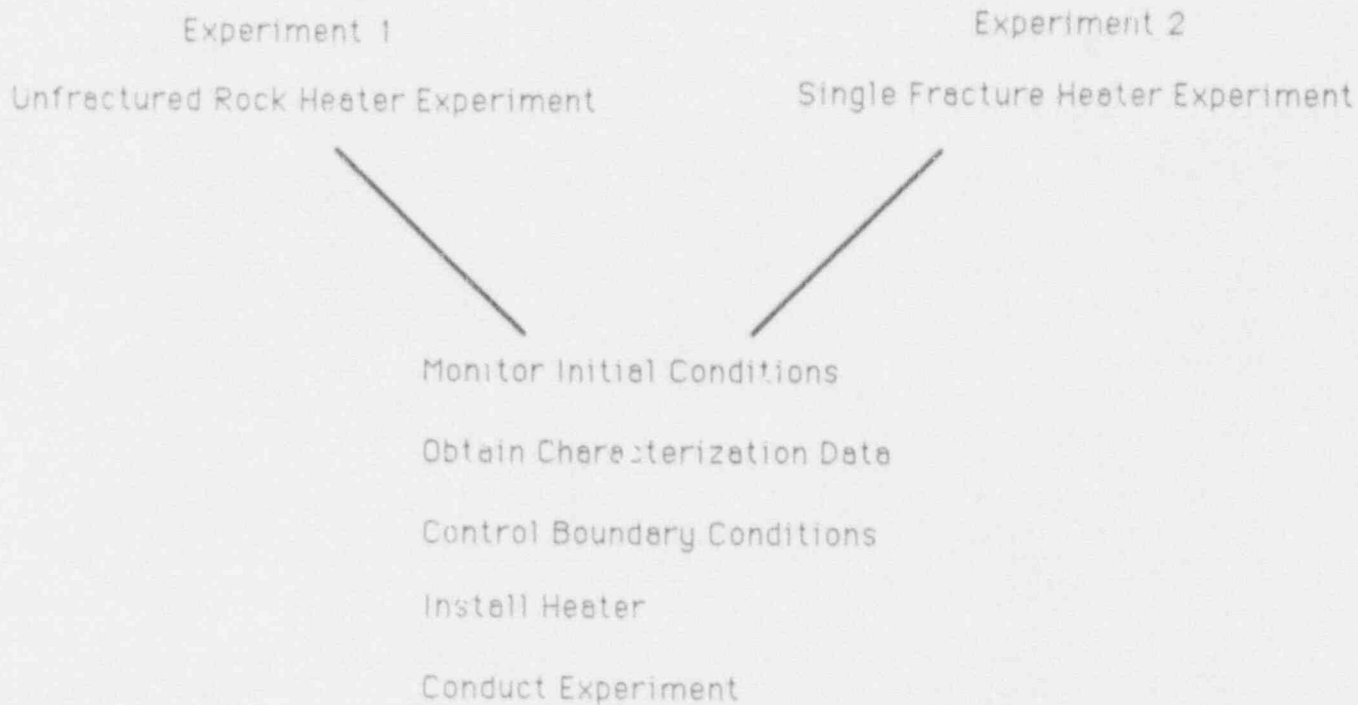 Experiment 1
Unfractured Rock Heater Experiment
Experiment 2
Single Fracture Heater Experiment
Monitor Initial Conditions
Obtain Characterization Data
Control Boundary Conditions
Install Heater
Conduct Experiment